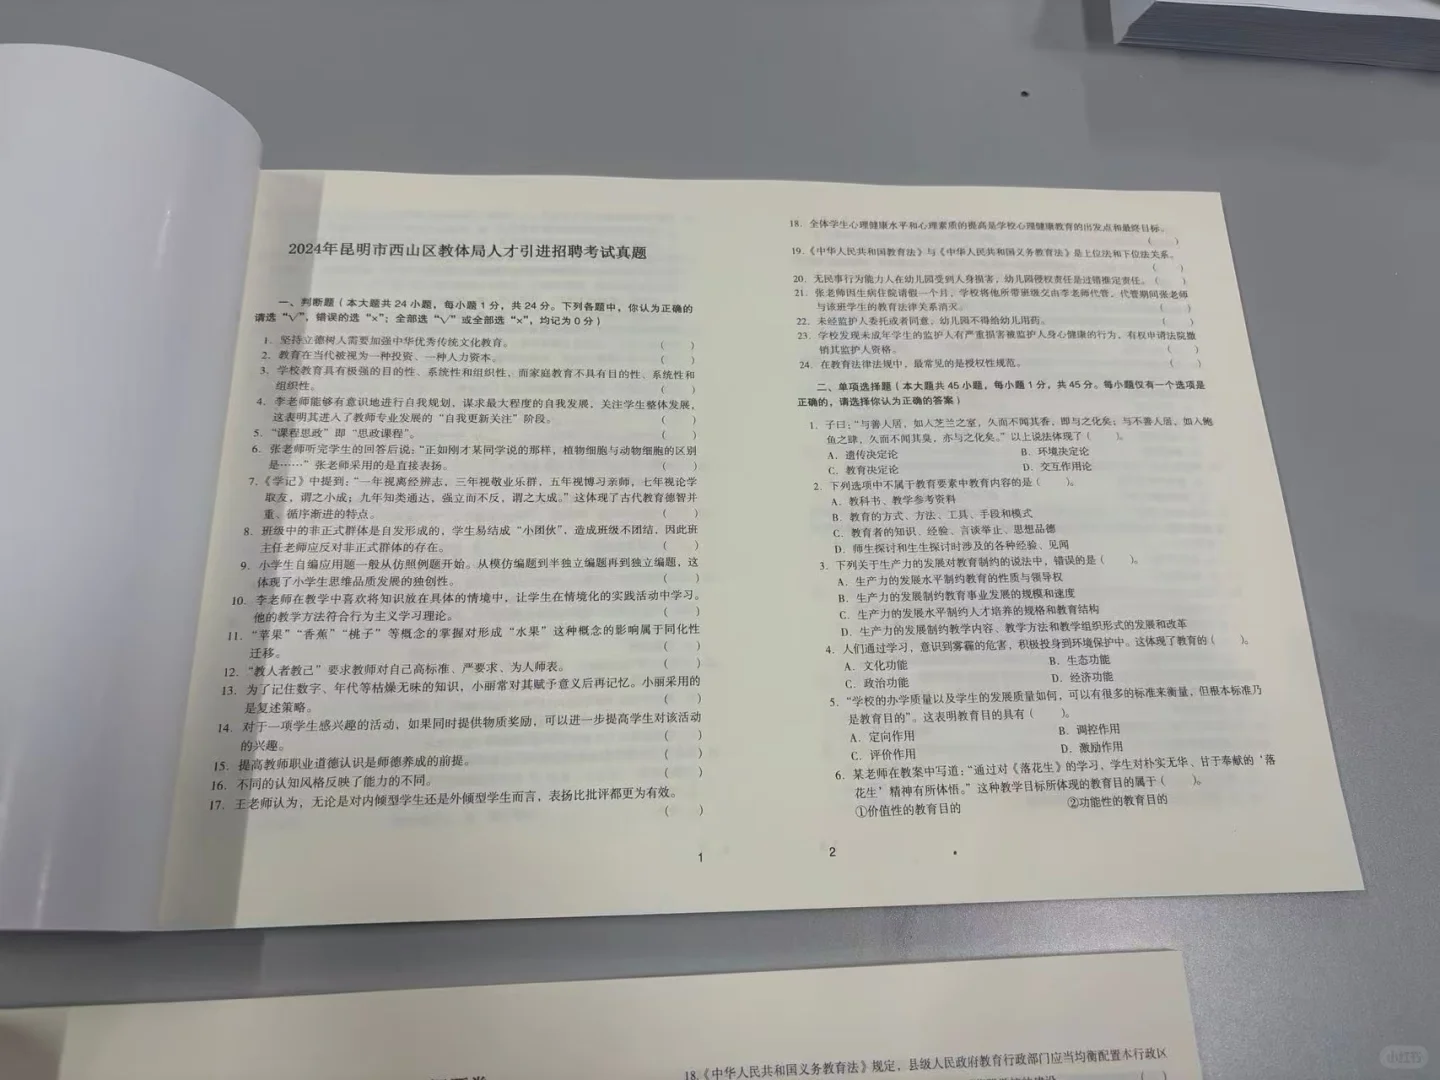 2024年昆明市西山区教体局人才引进招聘考试真题
一、判断题（本大题共24小题，每小题1分，共24分。下列各题中，你认为正确的
请选“√”，错误的选“×”；全部选“√”或全部选“×”，均记为0分）
1．坚持立德树人需要加强中华优秀传统文化教育。（　）
2．教育在当代被视为一种投资、一种人力资本。（　）
3．学校教育具有极强的目的性、系统性和组织性，而家庭教育不具有目的性、系统性和
组织性。（　）
4．李老师能够有意识地进行自我规划，谋求最大程度的自我发展，关注学生整体发展，
这表明其进入了教师专业发展的“自我更新关注”阶段。（　）
5．“课程思政”即“思政课程”。（　）
6．张老师听完学生的回答后说：“正如刚才某同学说的那样，植物细胞与动物细胞的区别
是……”张老师采用的是直接表扬。（　）
7．《学记》中提到：“一年视离经辨志，三年视敬业乐群，五年视博习亲师，七年视论学
取友，谓之小成；九年知类通达，强立而不反，谓之大成。”这体现了古代教育德智并
重、循序渐进的特点。（　）
8．班级中的非正式群体是自发形成的，学生易结成“小团伙”，造成班级不团结，因此班
主任老师应反对非正式群体的存在。（　）
9．小学生自编应用题一般从仿照例题开始。从模仿编题到半独立编题再到独立编题，这
体现了小学生思维品质发展的独创性。（　）
10．李老师在教学中喜欢将知识放在具体的情境中，让学生在情境化的实践活动中学习。
他的教学方法符合行为主义学习理论。（　）
11．“苹果”“香蕉”“桃子”等概念的掌握对形成“水果”这种概念的影响属于同化性
迁移。（　）
12．“教人者教己”要求教师对自己高标准、严要求、为人师表。（　）
13．为了记住数字、年代等枯燥无味的知识，小丽常对其赋予意义后再记忆。小丽采用的
是复述策略。（　）
14．对于一项学生感兴趣的活动，如果同时提供物质奖励，可以进一步提高学生对该活动
的兴趣。（　）
15．提高教师职业道德认识是师德养成的前提。（　）
16．不同的认知风格反映了能力的不同。（　）
17．王老师认为，无论是对内倾型学生还是外倾型学生而言，表扬比批评都更为有效。
（　）
1
18．全体学生心理健康水平和心理素质的提高是学校心理健康教育的出发点和最终目标。
（　）
19．《中华人民共和国教育法》与《中华人民共和国义务教育法》是上位法和下位法关系。
（　）
20．无民事行为能力人在幼儿园受到人身损害，幼儿园侵权责任是过错推定责任。（　）
21．张老师因生病住院请假一个月，学校将他所带班级交由李老师代管，代管期间张老师
与该班学生的教育法律关系消灭。（　）
22．未经监护人委托或者同意，幼儿园不得给幼儿用药。（　）
23．学校发现未成年学生的监护人有严重损害被监护人身心健康的行为，有权申请法院撤
销其监护人资格。（　）
24．在教育法律法规中，最常见的是授权性规范。（　）
二、单项选择题（本大题共45小题，每小题1分，共45分。每小题仅有一个选项是
正确的，请选择你认为正确的答案）
1．子曰：“与善人居，如入芝兰之室，久而不闻其香，即与之化矣；与不善人居，如入鲍
鱼之肆，久而不闻其臭，亦与之化矣。”以上说法体现了（　）。
A．遗传决定论　B．环境决定论
C．教育决定论　D．交互作用论
2．下列选项中不属于教育要素中教育内容的是（　）。
A．教科书、教学参考资料
B．教育的方式、方法、工具、手段和模式
C．教育者的知识、经验、言谈举止、思想品德
D．师生探讨和生生探讨时涉及的各种经验、见闻
3．下列关于生产力的发展对教育制约的说法中，错误的是（　）。
A．生产力的发展水平制约教育的性质与领导权
B．生产力的发展制约教育事业发展的规模和速度
C．生产力的发展水平制约人才培养的规格和教育结构
D．生产力的发展制约教学内容、教学方法和教学组织形式的发展和改革
4．人们通过学习，意识到雾霾的危害，积极投身到环境保护中。这体现了教育的（　）。
A．文化功能　B．生态功能
C．政治功能　D．经济功能
5．“学校的办学质量以及学生的发展质量如何，可以有很多的标准来衡量，但根本标准乃
是教育目的”。这表明教育目的具有（　）。
A．定向作用　B．调控作用
C．评价作用　D．激励作用
6．某老师在教案中写道：“通过对《落花生》的学习，学生对朴实无华、甘于奉献的‘落
花生’精神有所体悟。”这种教学目标所体现的教育目的属于（　）。
①价值性的教育目的　②功能性的教育目的
2
18.《中华人民共和国义务教育法》规定，县级人民政府教育行政部门应当均衡配置本行政区
小红书